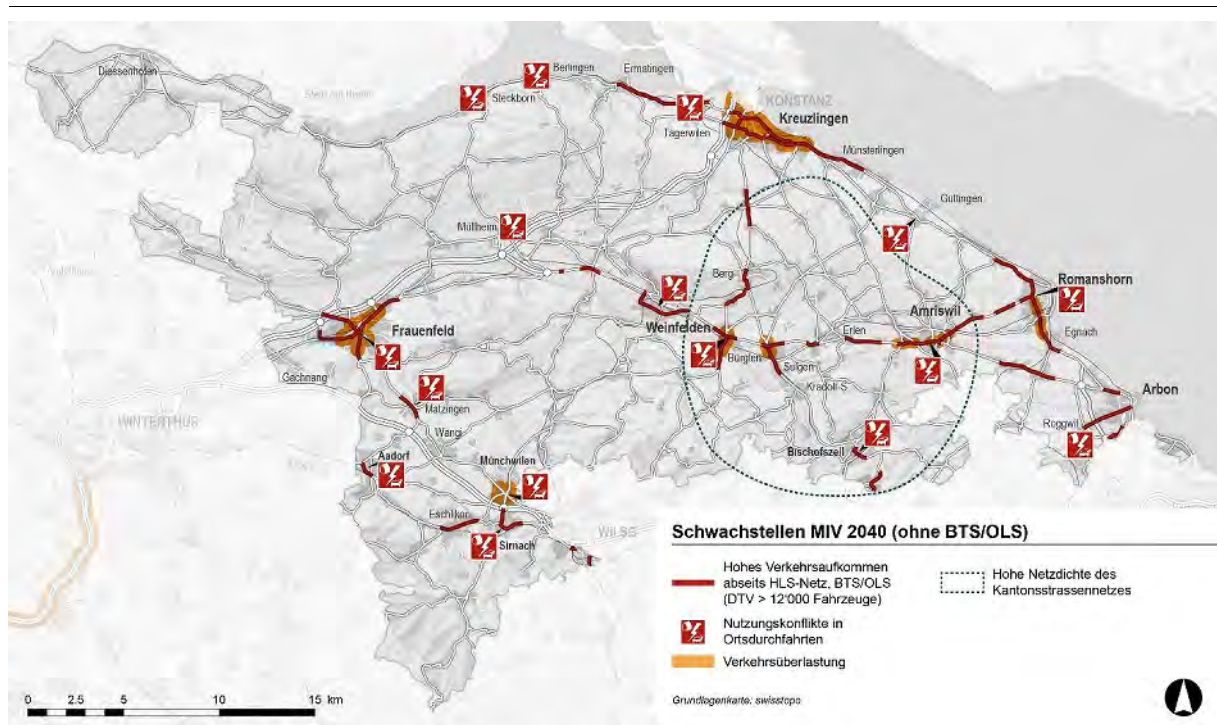 Diessenhofen
Stein am Rhein
Berlingen
Ermatingen
Steckborn
KONSTANZ
Kreuzlingen
Tägerwilen
Münsterlingen
Güttingen
Müllheim
Berg
Romanshorn
Amriswil
Weinfelden
Frauenfeld
Erlen
Egnach
Bürglen
Sulgen
Gachnang
Kradolf-S.
Arbon
Matzingen
WINTERTHUR
Roggwil
Wängi
Bischofszell
Aadorf
Münchwilen
Eschlikon
WIL SG
Sirnach
Schwachstellen MIV 2040 (ohne BTS/OLS)
Hohes Verkehrsaufkommen
abseits HLS-Netz, BTS/OLS
(DTV > 12'000 Fahrzeuge)
Hohe Netzdichte des
Kantonsstrassennetzes
Nutzungskonflikte in
Ortsdurchfahrten
Verkehrsüberlastung
Grundlagenkarte: swisstopo
0 2.5 5 10 15 km